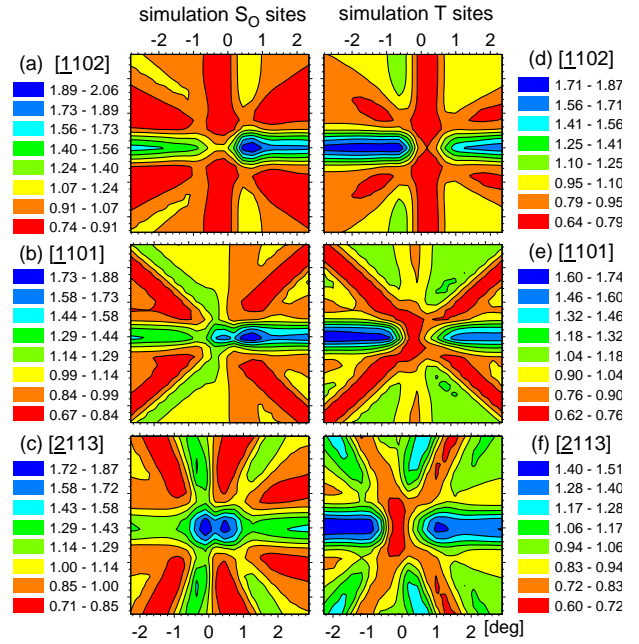 simulation S_O sites simulation T sites
-2 -1 0 1 2 -2 -1 0 1 2
(a) [1102]
1.89 - 2.06
1.73 - 1.89
1.56 - 1.73
1.40 - 1.56
1.24 - 1.40
1.07 - 1.24
0.91 - 1.07
0.74 - 0.91
(d) [1102]
1.71 - 1.87
1.56 - 1.71
1.41 - 1.56
1.25 - 1.41
1.10 - 1.25
0.95 - 1.10
0.79 - 0.95
0.64 - 0.79
(b) [1101]
1.73 - 1.88
1.58 - 1.73
1.44 - 1.58
1.29 - 1.44
1.14 - 1.29
0.99 - 1.14
0.84 - 0.99
0.67 - 0.84
(e) [1101]
1.60 - 1.74
1.46 - 1.60
1.32 - 1.46
1.18 - 1.32
1.04 - 1.18
0.90 - 1.04
0.76 - 0.90
0.62 - 0.76
(c) [2113]
1.72 - 1.87
1.58 - 1.72
1.43 - 1.58
1.29 - 1.43
1.14 - 1.29
1.00 - 1.14
0.85 - 1.00
0.71 - 0.85
(f) [2113]
1.40 - 1.51
1.28 - 1.40
1.17 - 1.28
1.06 - 1.17
0.94 - 1.06
0.83 - 0.94
0.72 - 0.83
0.60 - 0.72
-2 -1 0 1 2 -2 -1 0 1 2 [deg]